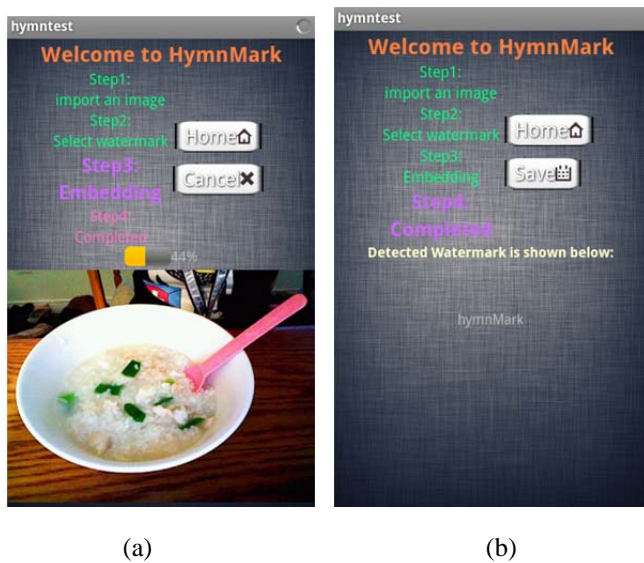 hymntest
Welcome to HymnMark
Step1:
import an image
Step2:
Select watermark
Home
Step3:
Embedding
Cancel
Step4:
Completed
44%
(a)
hymntest
Welcome to HymnMark
Step1:
import an image
Step2:
Select watermark
Home
Step3:
Embedding
Save
Step4:
Completed
Detected Watermark is shown below:
hymnMark
(b)